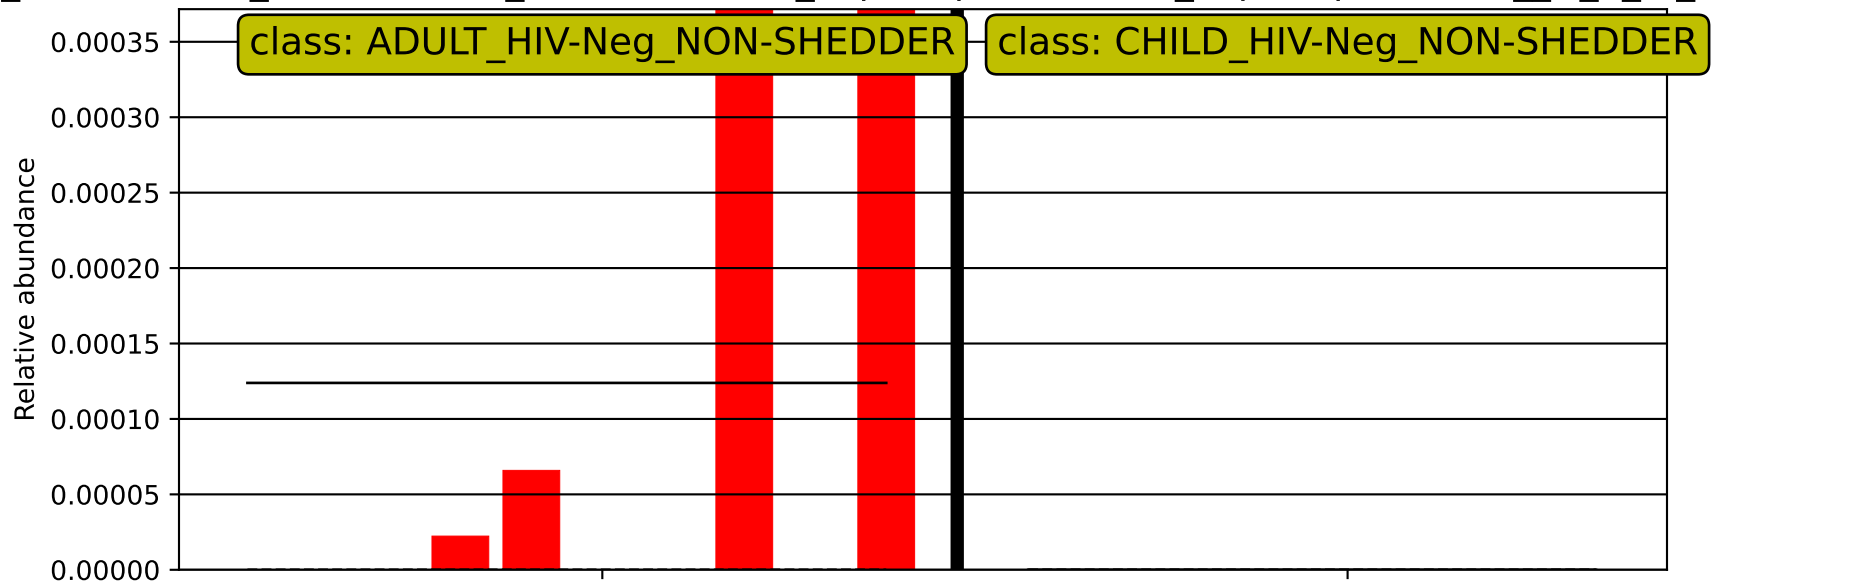 class: ADULT_HIV-Neg_NON-SHEDDER
class: CHILD_HIV-Neg_NON-SHEDDER
0.00035
0.00030
0.00025
0.00020
0.00015
0.00010
0.00005
0.00000
Relative abundance